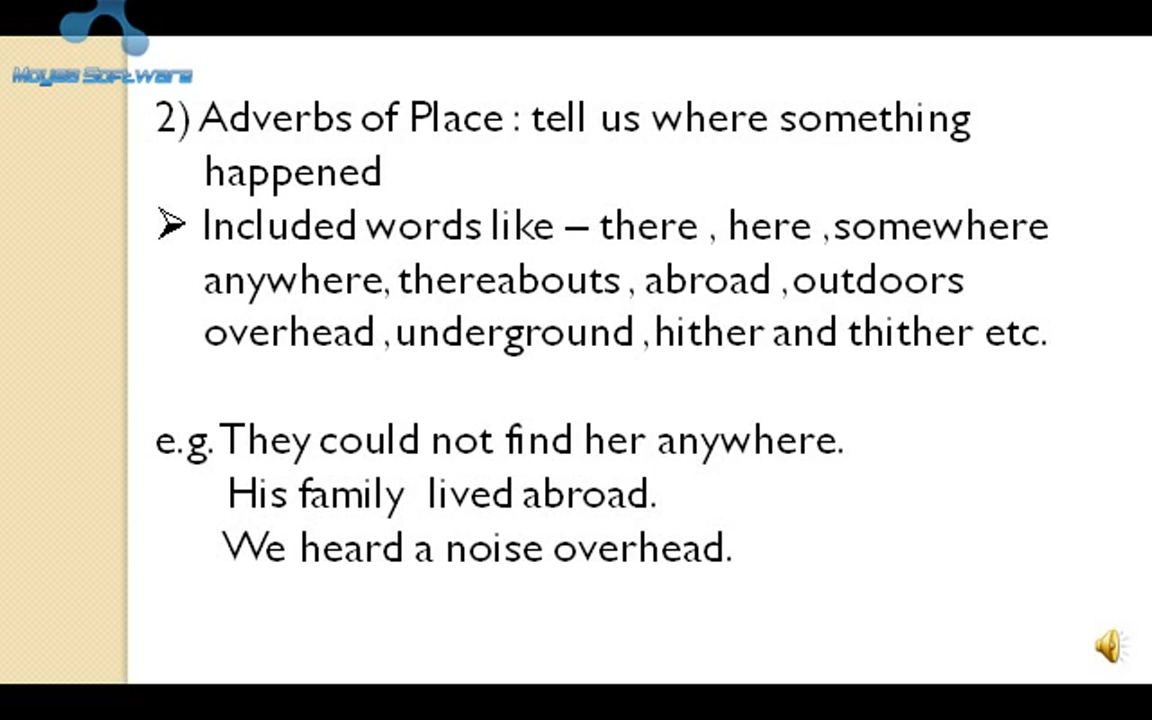 Moyea Software
2) Adverbs of Place : tell us where something
happened
➢ Included words like – there , here ,somewhere
anywhere, thereabouts , abroad ,outdoors
overhead ,underground ,hither and thither etc.
e.g. They could not find her anywhere.
His family lived abroad.
We heard a noise overhead.